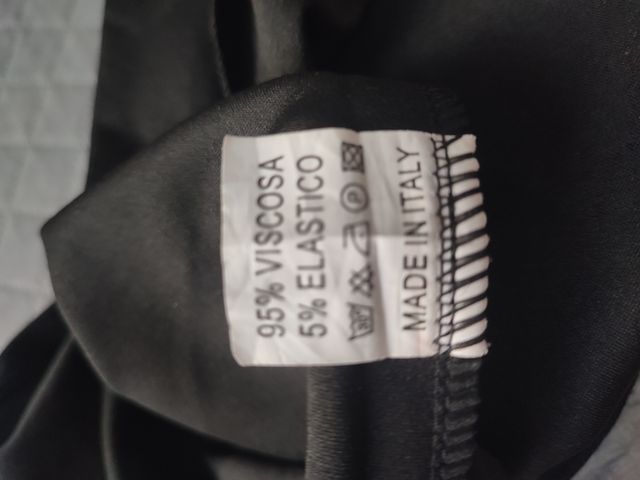 95% VISCOSA
5% ELASTICO
MADE IN ITALY